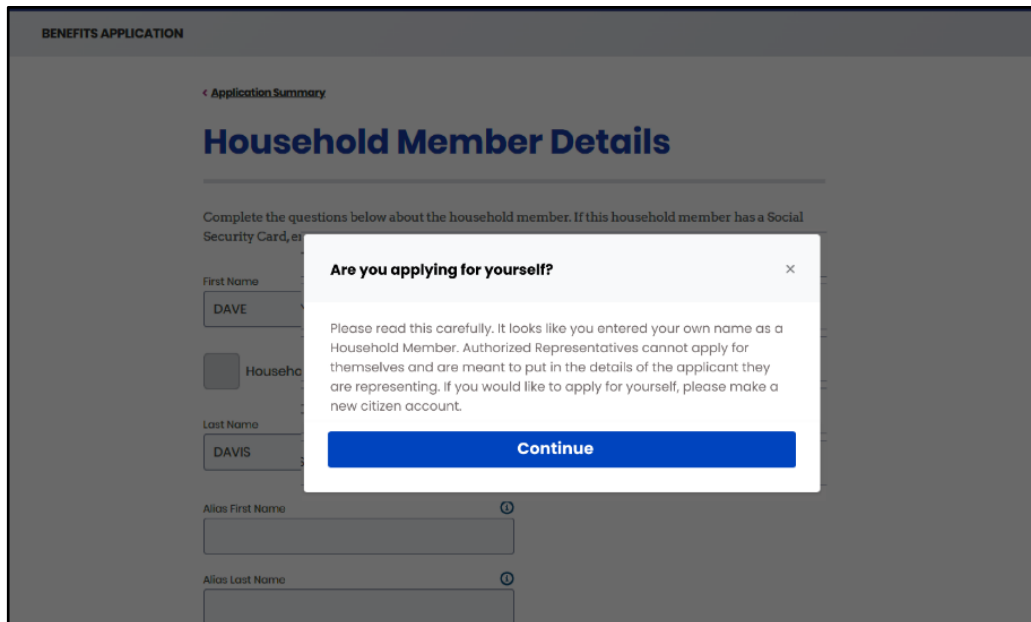 BENEFITS APPLICATION
< Application Summary
Household Member Details
Complete the questions below about the household member. If this household member has a Social
Security Card,
Are you applying for yourself?
×
First Name
DAVE
Please read this carefully. It looks like you entered your own name as a
Household Member. Authorized Representatives cannot apply for
themselves and are meant to put in the details of the applicant they
are representing. If you would like to apply for yourself, please make a
new citizen account.
Continue
Last Name
DAVIS
Alias First Name
Alias Last Name